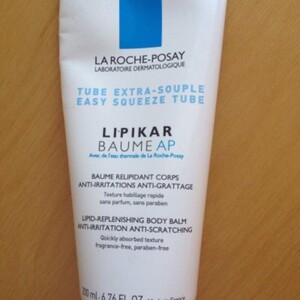 LA ROCHE-POSAY
LABORATOIRE DERMATOLOGIQUE
TUBE EXTRA-SOUPLE
EASY SQUEEZE TUBE
LIPIKAR
BAUME AP
Avec de l'eau thermale de La Roche-Posay
BAUME RELIPIDANT CORPS
ANTI-IRRITATIONS ANTI-GRATTAGE
Texture habillage rapide
sans parfum, sans paraben
LIPID-REPLENISHING BODY BALM
ANTI-IRRITATION ANTI-SCRATCHING
Quickly absorbed texture
fragrance-free, paraben-free
200 ml 6.76 FL. OZ.